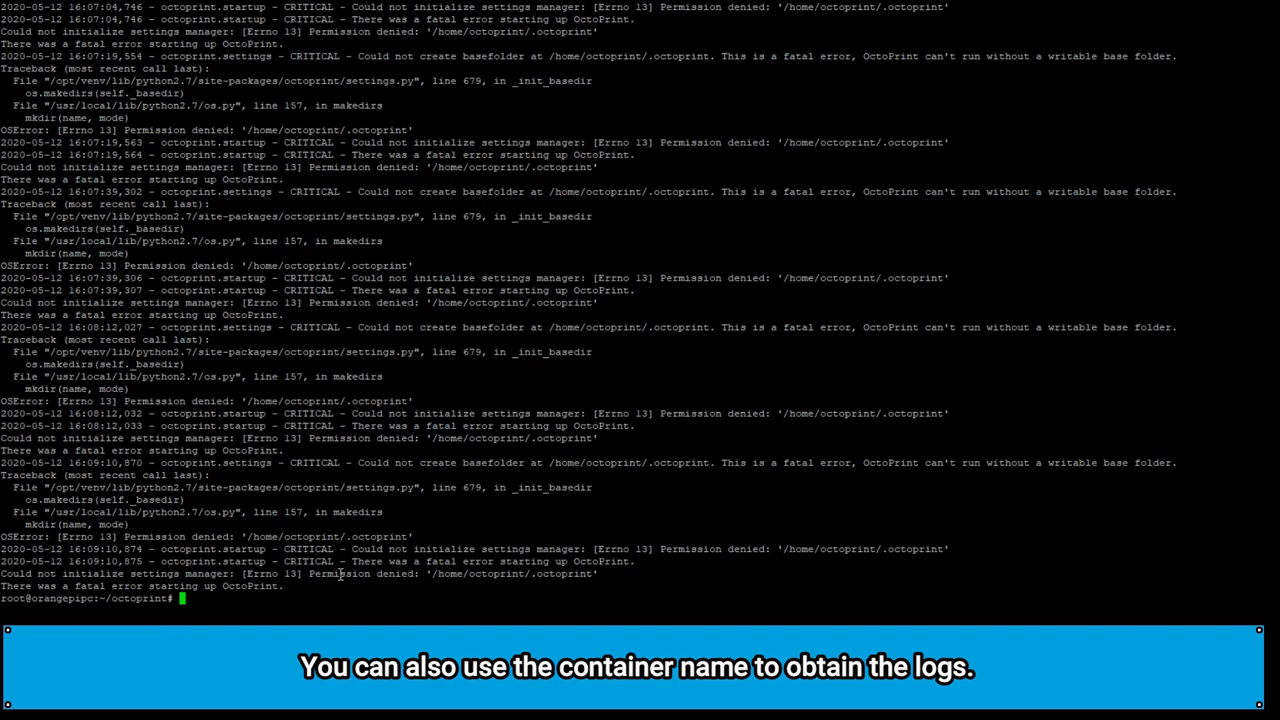 2020-05-12 16:07:04,746 - octoprint.startup - CRITICAL - Could not initialize settings manager: [Errno 13] Permission denied: '/home/octoprint/.octoprint'
2020-05-12 16:07:04,746 - octoprint.startup - CRITICAL - There was a fatal error starting up OctoPrint.
Could not initialize settings manager: [Errno 13] Permission denied: '/home/octoprint/.octoprint'
There was a fatal error starting up OctoPrint.
2020-05-12 16:07:19,554 - octoprint.settings - CRITICAL - Could not create basefolder at /home/octoprint/.octoprint. This is a fatal error, OctoPrint can't run without a writable base folder.
Traceback (most recent call last):
  File "/opt/venv/lib/python2.7/site-packages/octoprint/settings.py", line 679, in _init_basedir
    os.makedirs(self._basedir)
  File "/usr/local/lib/python2.7/os.py", line 157, in makedirs
    mkdir(name, mode)
OSError: [Errno 13] Permission denied: '/home/octoprint/.octoprint'
2020-05-12 16:07:19,563 - octoprint.startup - CRITICAL - Could not initialize settings manager: [Errno 13] Permission denied: '/home/octoprint/.octoprint'
2020-05-12 16:07:19,564 - octoprint.startup - CRITICAL - There was a fatal error starting up OctoPrint.
Could not initialize settings manager: [Errno 13] Permission denied: '/home/octoprint/.octoprint'
There was a fatal error starting up OctoPrint.
2020-05-12 16:07:39,302 - octoprint.settings - CRITICAL - Could not create basefolder at /home/octoprint/.octoprint. This is a fatal error, OctoPrint can't run without a writable base folder.
Traceback (most recent call last):
  File "/opt/venv/lib/python2.7/site-packages/octoprint/settings.py", line 679, in _init_basedir
    os.makedirs(self._basedir)
  File "/usr/local/lib/python2.7/os.py", line 157, in makedirs
    mkdir(name, mode)
OSError: [Errno 13] Permission denied: '/home/octoprint/.octoprint'
2020-05-12 16:07:39,306 - octoprint.startup - CRITICAL - Could not initialize settings manager: [Errno 13] Permission denied: '/home/octoprint/.octoprint'
2020-05-12 16:07:39,307 - octoprint.startup - CRITICAL - There was a fatal error starting up OctoPrint.
Could not initialize settings manager: [Errno 13] Permission denied: '/home/octoprint/.octoprint'
There was a fatal error starting up OctoPrint.
2020-05-12 16:08:12,027 - octoprint.settings - CRITICAL - Could not create basefolder at /home/octoprint/.octoprint. This is a fatal error, OctoPrint can't run without a writable base folder.
Traceback (most recent call last):
  File "/opt/venv/lib/python2.7/site-packages/octoprint/settings.py", line 679, in _init_basedir
    os.makedirs(self._basedir)
  File "/usr/local/lib/python2.7/os.py", line 157, in makedirs
    mkdir(name, mode)
OSError: [Errno 13] Permission denied: '/home/octoprint/.octoprint'
2020-05-12 16:08:12,032 - octoprint.startup - CRITICAL - Could not initialize settings manager: [Errno 13] Permission denied: '/home/octoprint/.octoprint'
2020-05-12 16:08:12,033 - octoprint.startup - CRITICAL - There was a fatal error starting up OctoPrint.
Could not initialize settings manager: [Errno 13] Permission denied: '/home/octoprint/.octoprint'
There was a fatal error starting up OctoPrint.
2020-05-12 16:09:10,870 - octoprint.settings - CRITICAL - Could not create basefolder at /home/octoprint/.octoprint. This is a fatal error, OctoPrint can't run without a writable base folder.
Traceback (most recent call last):
  File "/opt/venv/lib/python2.7/site-packages/octoprint/settings.py", line 679, in _init_basedir
    os.makedirs(self._basedir)
  File "/usr/local/lib/python2.7/os.py", line 157, in makedirs
    mkdir(name, mode)
OSError: [Errno 13] Permission denied: '/home/octoprint/.octoprint'
2020-05-12 16:09:10,874 - octoprint.startup - CRITICAL - Could not initialize settings manager: [Errno 13] Permission denied: '/home/octoprint/.octoprint'
2020-05-12 16:09:10,875 - octoprint.startup - CRITICAL - There was a fatal error starting up OctoPrint.
Could not initialize settings manager: [Errno 13] Permission denied: '/home/octoprint/.octoprint'
There was a fatal error starting up OctoPrint.
root@orangepipc:~/octoprint#
You can also use the container name to obtain the logs.